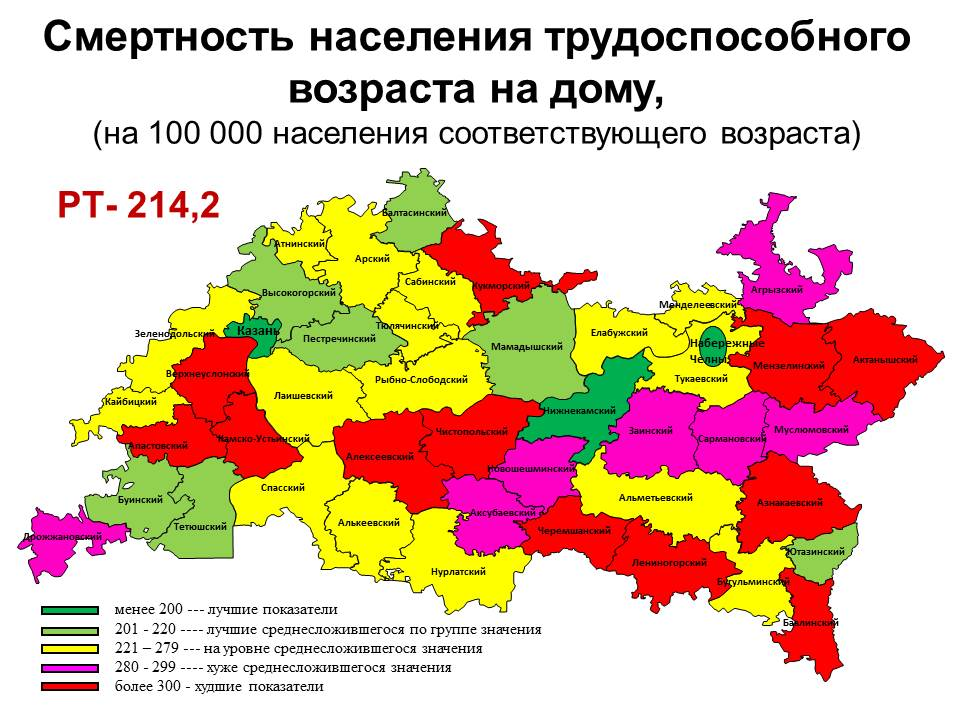 Смертность населения трудоспособного
возраста на дому,
(на 100 000 населения соответствующего возраста)
РТ- 214,2
Балтасинский
Атнинский
Арский
Сабинский
Кукморский
Высокогорский
Агрызский
Менделеевский
Зеленодольский
Казань
Тюлячинский
Пестречинский
Мамадышский
Елабужский
Набережные
Челны
Мензелинский
Актанышский
Верхнеуслонский
Рыбно-Слободский
Тукаевский
Лаишевский
Кайбицкий
Нижнекамский
Апастовский
Камско-Устьинский
Чистопольский
Заинский
Сармановский
Муслюмовский
Алексеевский
Новошешминский
Спасский
Буинский
Альметьевский
Азнакаевский
Тетюшский
Алькеевский
Аксубаевский
Черемшанский
Дрожжановский
Ютазинский
Лениногорский
Нурлатский
Бугульминский
Бавлинский
менее 200 --- лучшие показатели
201 - 220 ---- лучшие среднесложившегося по группе значения
221 – 279 --- на уровне среднесложившегося значения
280 - 299 ---- хуже среднесложившегося значения
более 300 - худшие показатели